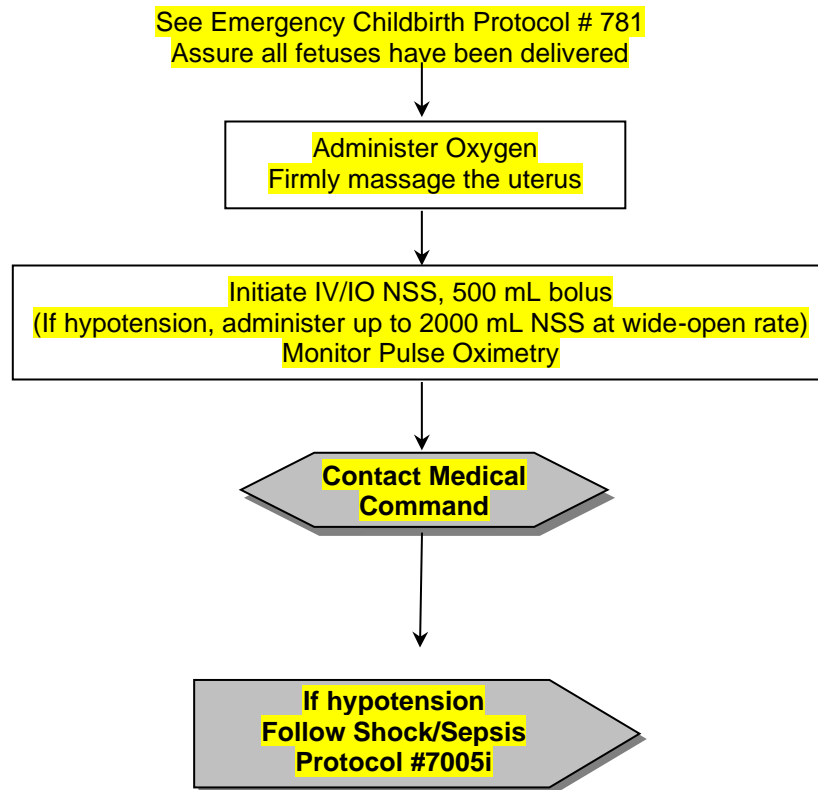 See Emergency Childbirth Protocol # 781
Assure all fetuses have been delivered
Administer Oxygen
Firmly massage the uterus
Initiate IV/IO NSS, 500 mL bolus
(If hypotension, administer up to 2000 mL NSS at wide-open rate)
Monitor Pulse Oximetry
Contact Medical
Command
If hypotension
Follow Shock/Sepsis
Protocol #7005i